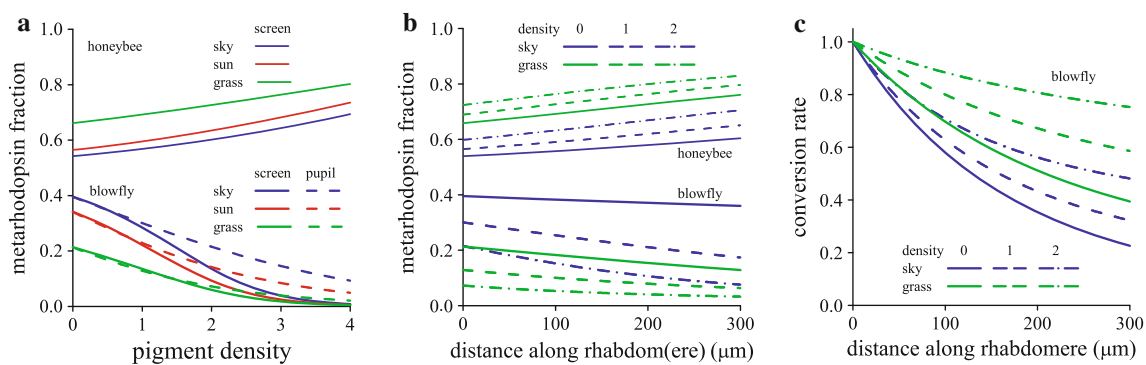 a
metarhodopsin fraction
1.0
0.8
0.6
0.4
0.2
0.0
honeybee
screen
sky
sun
grass
blowfly
screen pupil
sky
sun
grass
0 1 2 3 4
pigment density
b
metarhodopsin fraction
1.0
0.8
0.6
0.4
0.2
0.0
density 0 1 2
sky
grass
honeybee
blowfly
0 100 200 300
distance along rhabdom(ere) (μm)
c
conversion rate
1.0
0.8
0.6
0.4
0.2
0.0
blowfly
density 0 1 2
sky
grass
0 100 200 300
distance along rhabdomere (μm)